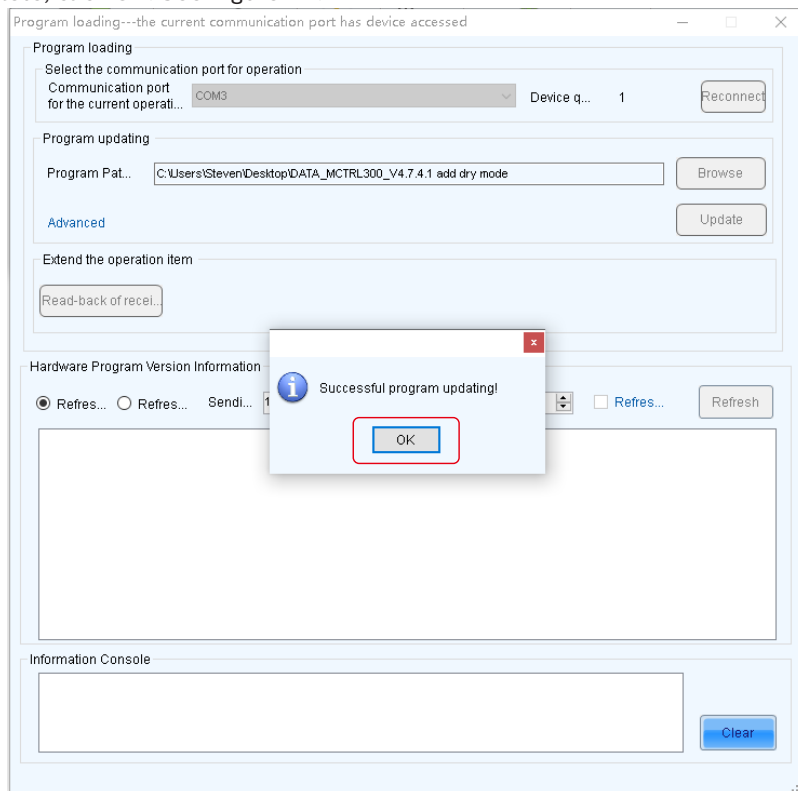 Program loading---the current communication port has device accessed
Program loading
Select the communication port for operation
Communication port
for the current operati...
COM3
Device q...
1
Reconnect
Program updating
Program Pat...
C:\Users\Steven\Desktop\DATA_MCTRL300_V4.7.4.1 add dry mode
Browse
Advanced
Update
Extend the operation item
Read-back of recei...
Successful program updating!
OK
Hardware Program Version Information
Refres...
Refres...
Sendi...
1
Refres...
Refresh
Information Console
Clear